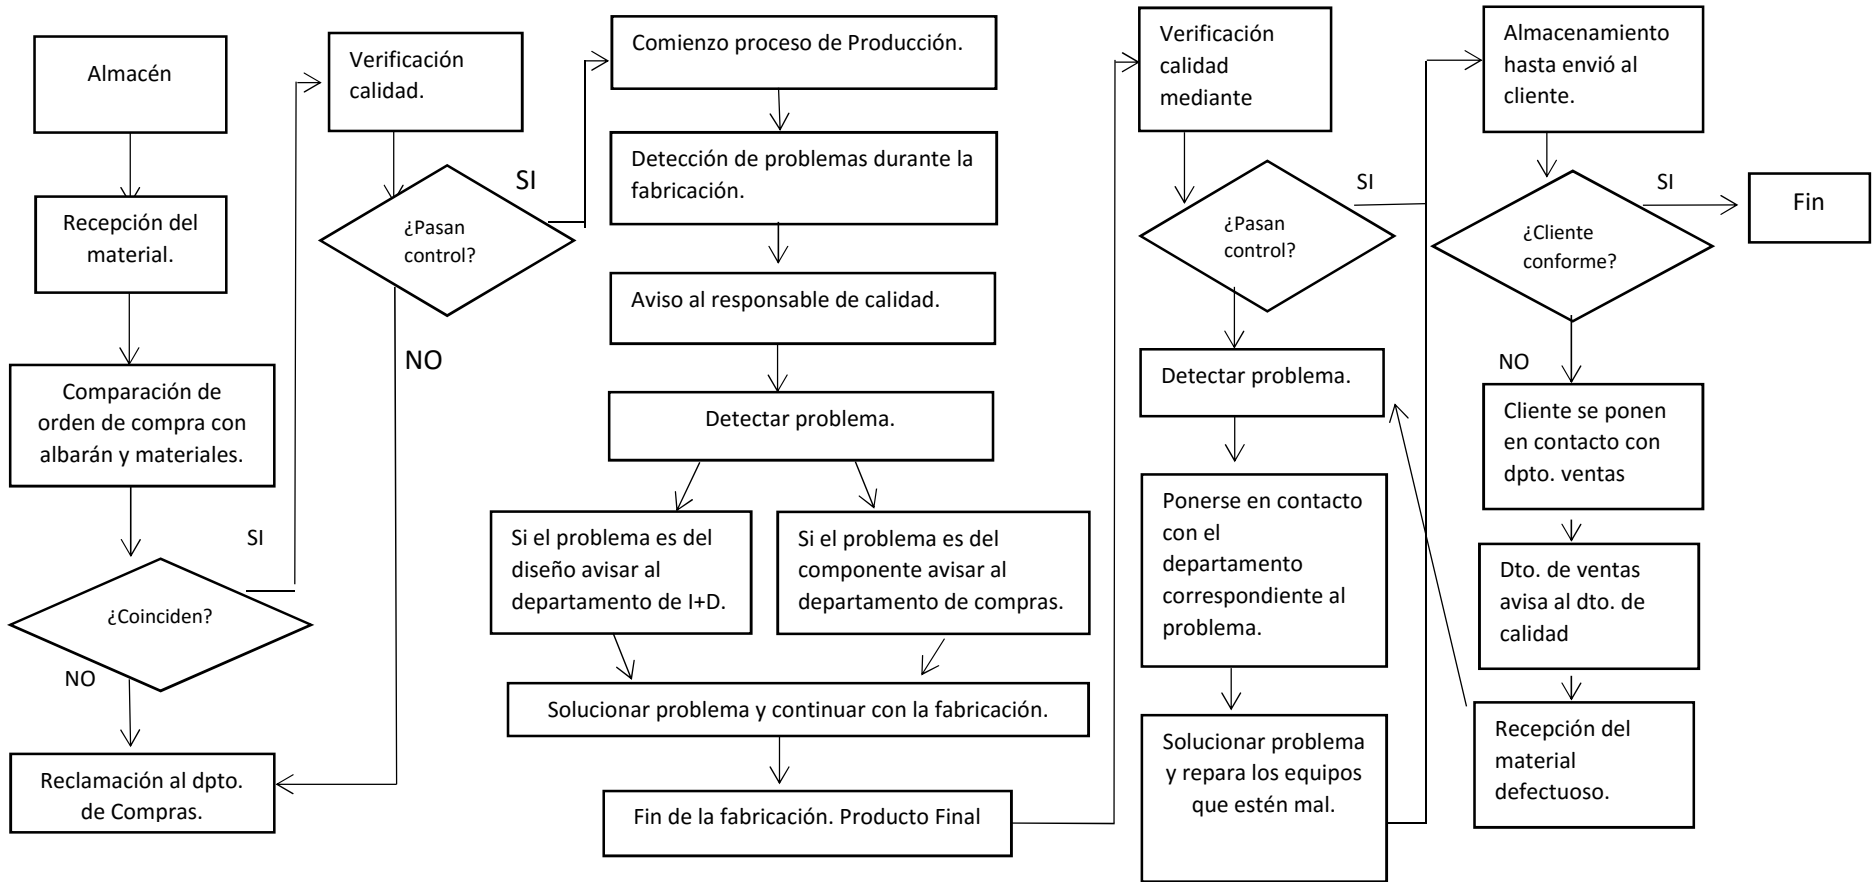 Almacén
Recepción del
material.
Comparación de
orden de compra con
albarán y materiales.
SI
¿Coinciden?
NO
Reclamación al dpto.
de Compras.
Verificación
calidad.
SI
¿Pasan
control?
NO
Comienzo proceso de Producción.
Detección de problemas durante la
fabricación.
Aviso al responsable de calidad.
Detectar problema.
Si el problema es del
diseño avisar al
departamento de I+D.
Si el problema es del
componente avisar al
departamento de compras.
Solucionar problema y continuar con la fabricación.
Fin de la fabricación. Producto Final
Verificación
calidad
mediante
SI
¿Pasan
control?
Detectar problema.
Ponerse en contacto
con el
departamento
correspondiente al
problema.
Solucionar problema
y repara los equipos
que estén mal.
Almacenamiento
hasta envió al
cliente.
SI
¿Cliente
conforme?
Fin
NO
Cliente se ponen
en contacto con
dpto. ventas
Dto. de ventas
avisa al dto. de
calidad
Recepción del
material
defectuoso.